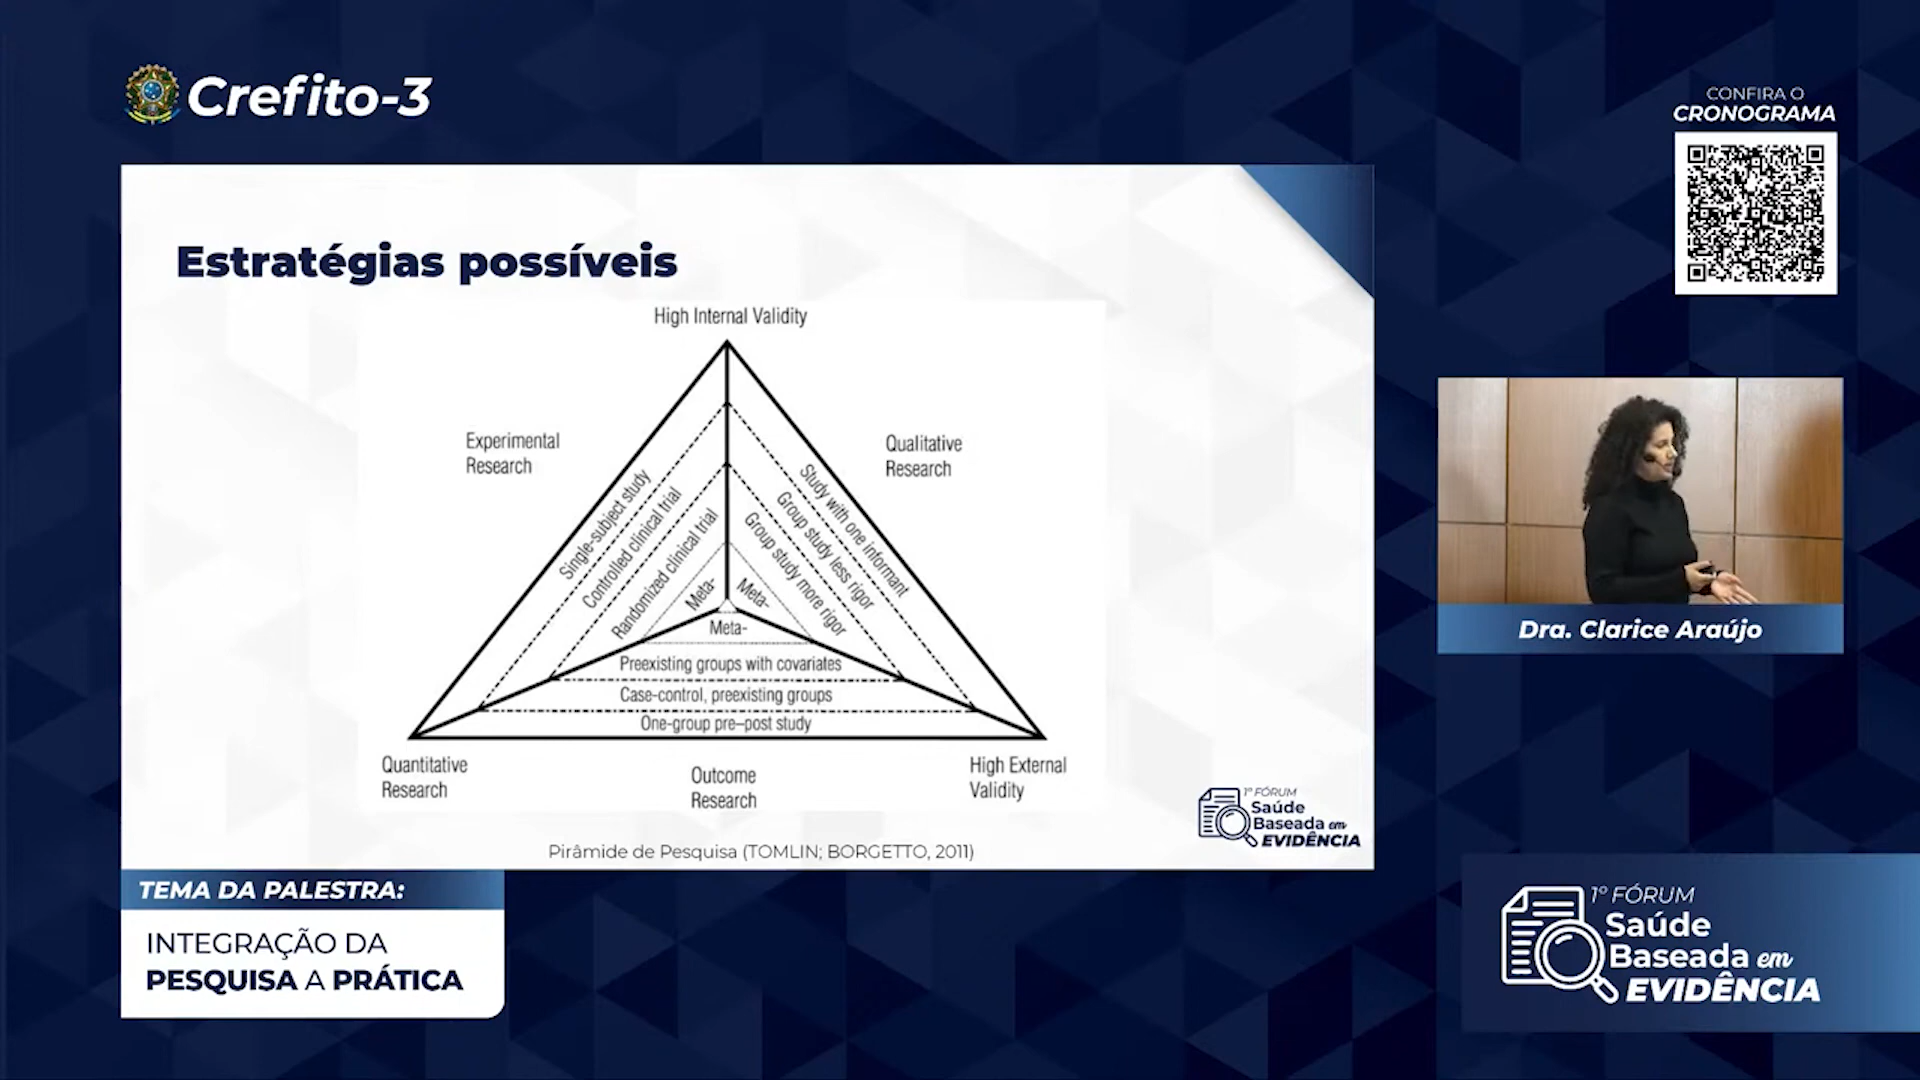 Crefito-3
CONFIRA O
CRONOGRAMA
Estratégias possíveis
High Internal Validity
Experimental
Research
Qualitative
Research
Single-subject study
Controlled clinical trial
Randomized clinical trial
Meta-
Study with one informant
Group study less rigor
Group study more rigor
Meta-
Meta-
Preexisting groups with covariates
Case-control, preexisting groups
One-group pre–post study
Quantitative
Research
Outcome
Research
High External
Validity
Pirâmide de Pesquisa (TOMLIN; BORGETTO, 2011)
1º FÓRUM
Saúde
Baseada em
EVIDÊNCIA
Dra. Clarice Araújo
TEMA DA PALESTRA:
INTEGRAÇÃO DA
PESQUISA A PRÁTICA
1º FÓRUM
Saúde
Baseada em
EVIDÊNCIA